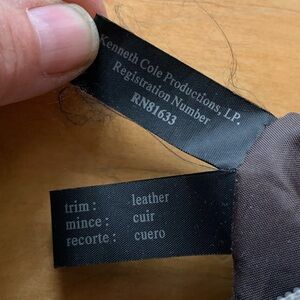 Kenneth Cole Productions, LP.
Registration Number
RN81633
trim : leather
mince : cuir
recorte : cuero